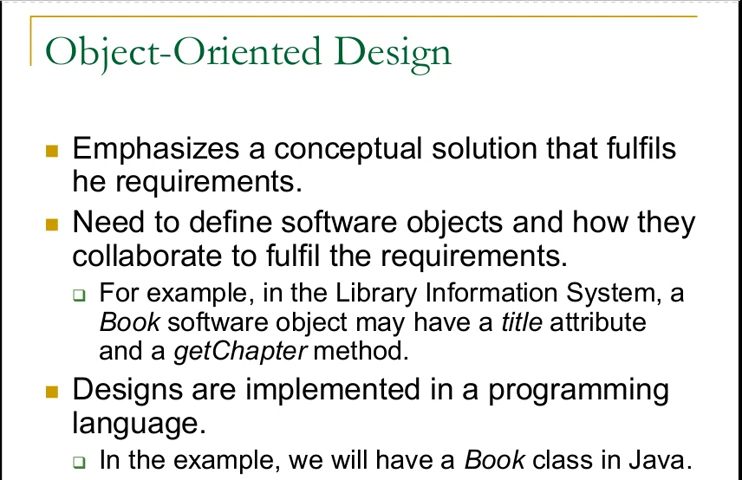 Object-Oriented Design
Emphasizes a conceptual solution that fulfils
he requirements.
Need to define software objects and how they
collaborate to fulfil the requirements.
For example, in the Library Information System, a
Book software object may have a title attribute
and a getChapter method.
Designs are implemented in a programming
language.
In the example, we will have a Book class in Java.